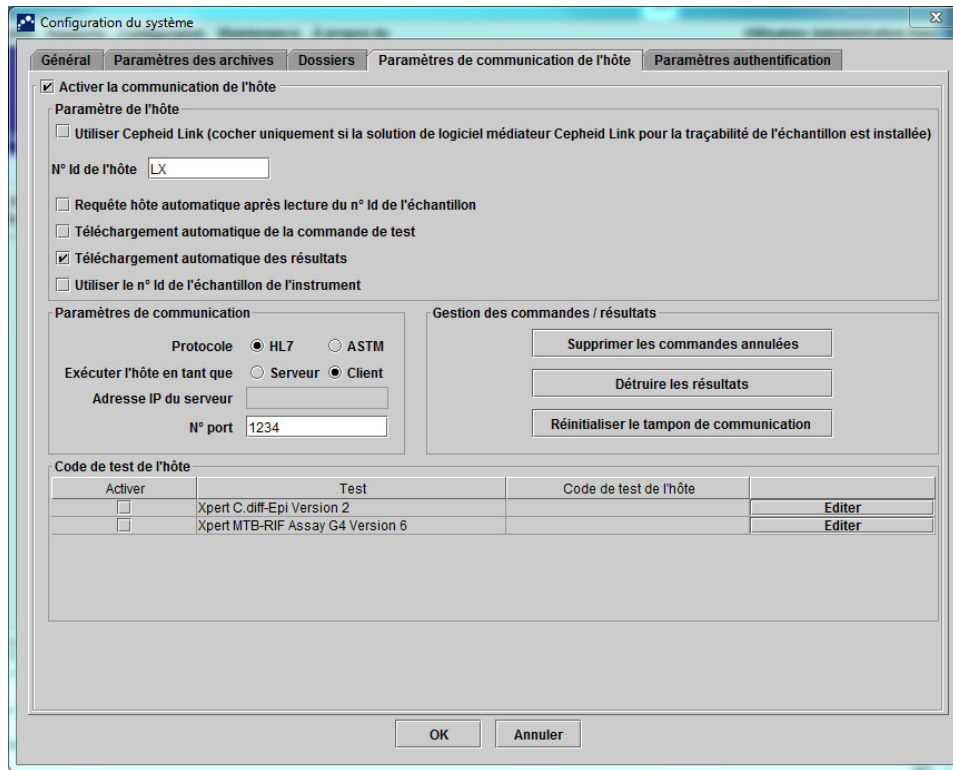 Configuration du système
Général Paramètres des archives Dossiers Paramètres de communication de l'hôte Paramètres authentification
Activer la communication de l'hôte
Paramètre de l'hôte
Utiliser Cepheid Link (cocher uniquement si la solution de logiciel médiateur Cepheid Link pour la traçabilité de l'échantillon est installée)
N° Id de l'hôte LX
Requête hôte automatique après lecture du n° Id de l'échantillon
Téléchargement automatique de la commande de test
Téléchargement automatique des résultats
Utiliser le n° Id de l'échantillon de l'instrument
Paramètres de communication
Protocole HL7 ASTM
Exécuter l'hôte en tant que Serveur Client
Adresse IP du serveur
N° port 1234
Gestion des commandes / résultats
Supprimer les commandes annulées
Détruire les résultats
Réinitialiser le tampon de communication
Code de test de l'hôte
Activer Test Code de test de l'hôte
Xpert C.diff-Epi Version 2 Editer
Xpert MTB-RIF Assay G4 Version 6 Editer
OK Annuler